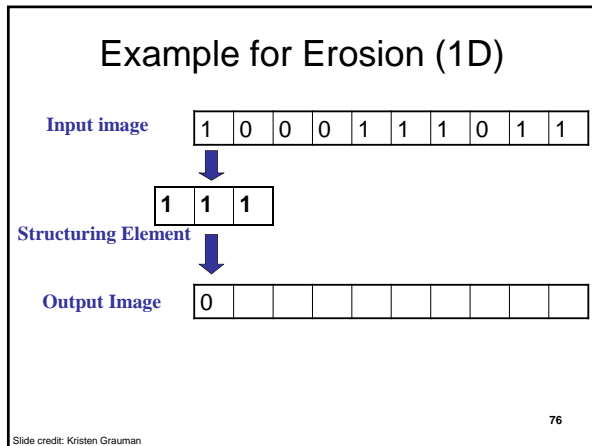 Example for Erosion (1D)
Input image 1 0 0 0 1 1 1 0 1 1
1 1 1
Structuring Element
Output Image 0
76
Slide credit: Kristen Grauman